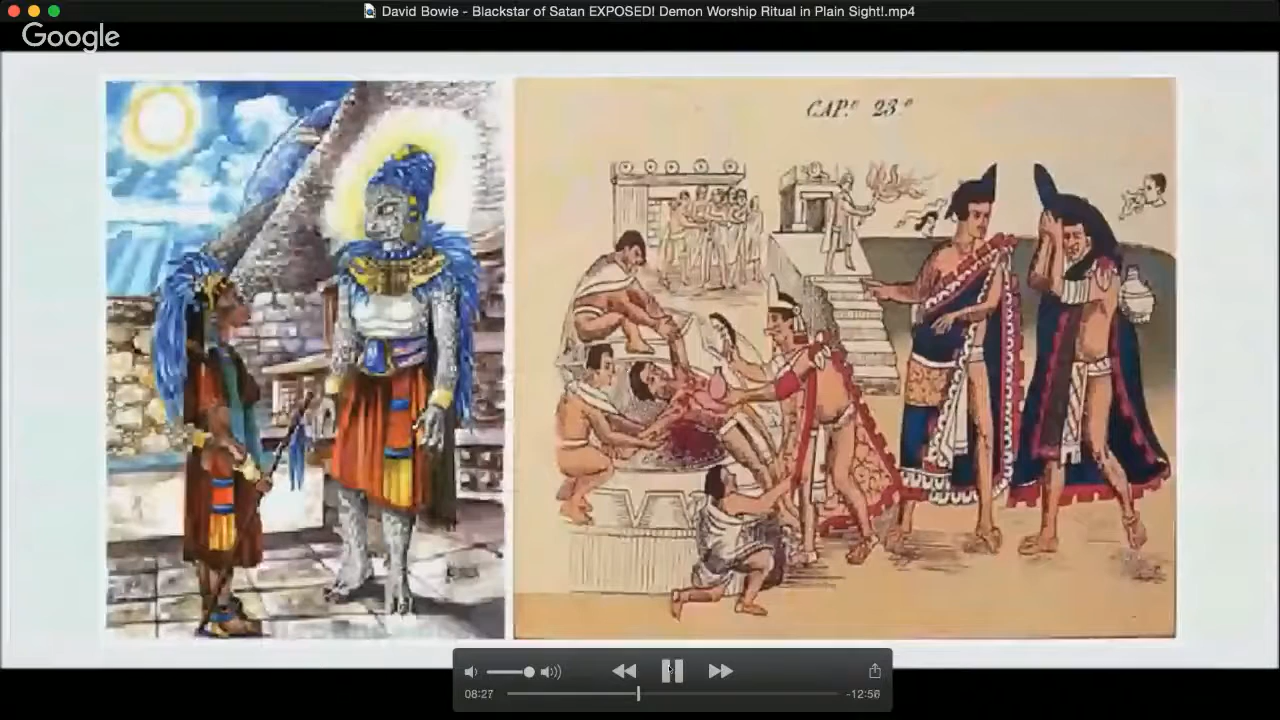 David Bowie - Blackstar of Satan EXPOSED! Demon Worship Ritual in Plain Sight!.mp4
Google
CAP.º 23.º
08:27
-12:56